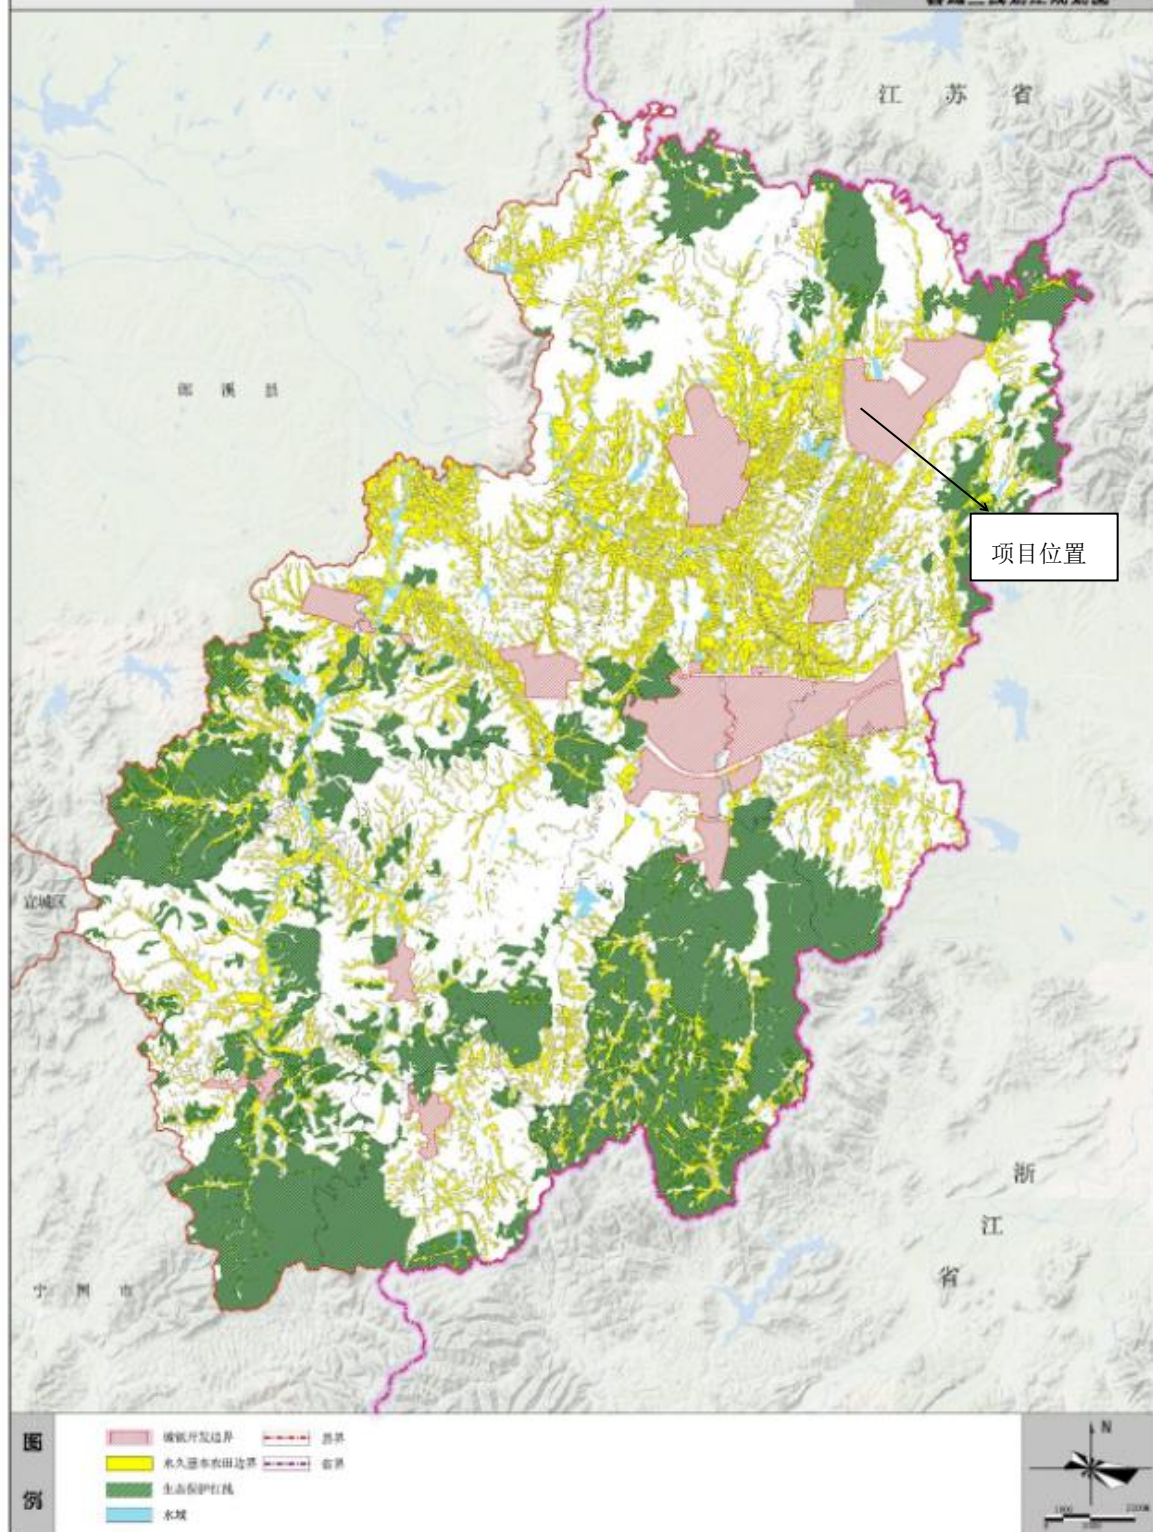 江 苏 省
郎 溪 县
项目位置
宣城区
浙
江
省
宁 国 市
图
例
城镇开发边界
县界
永久基本农田边界
省界
生态保护红线
水域
N